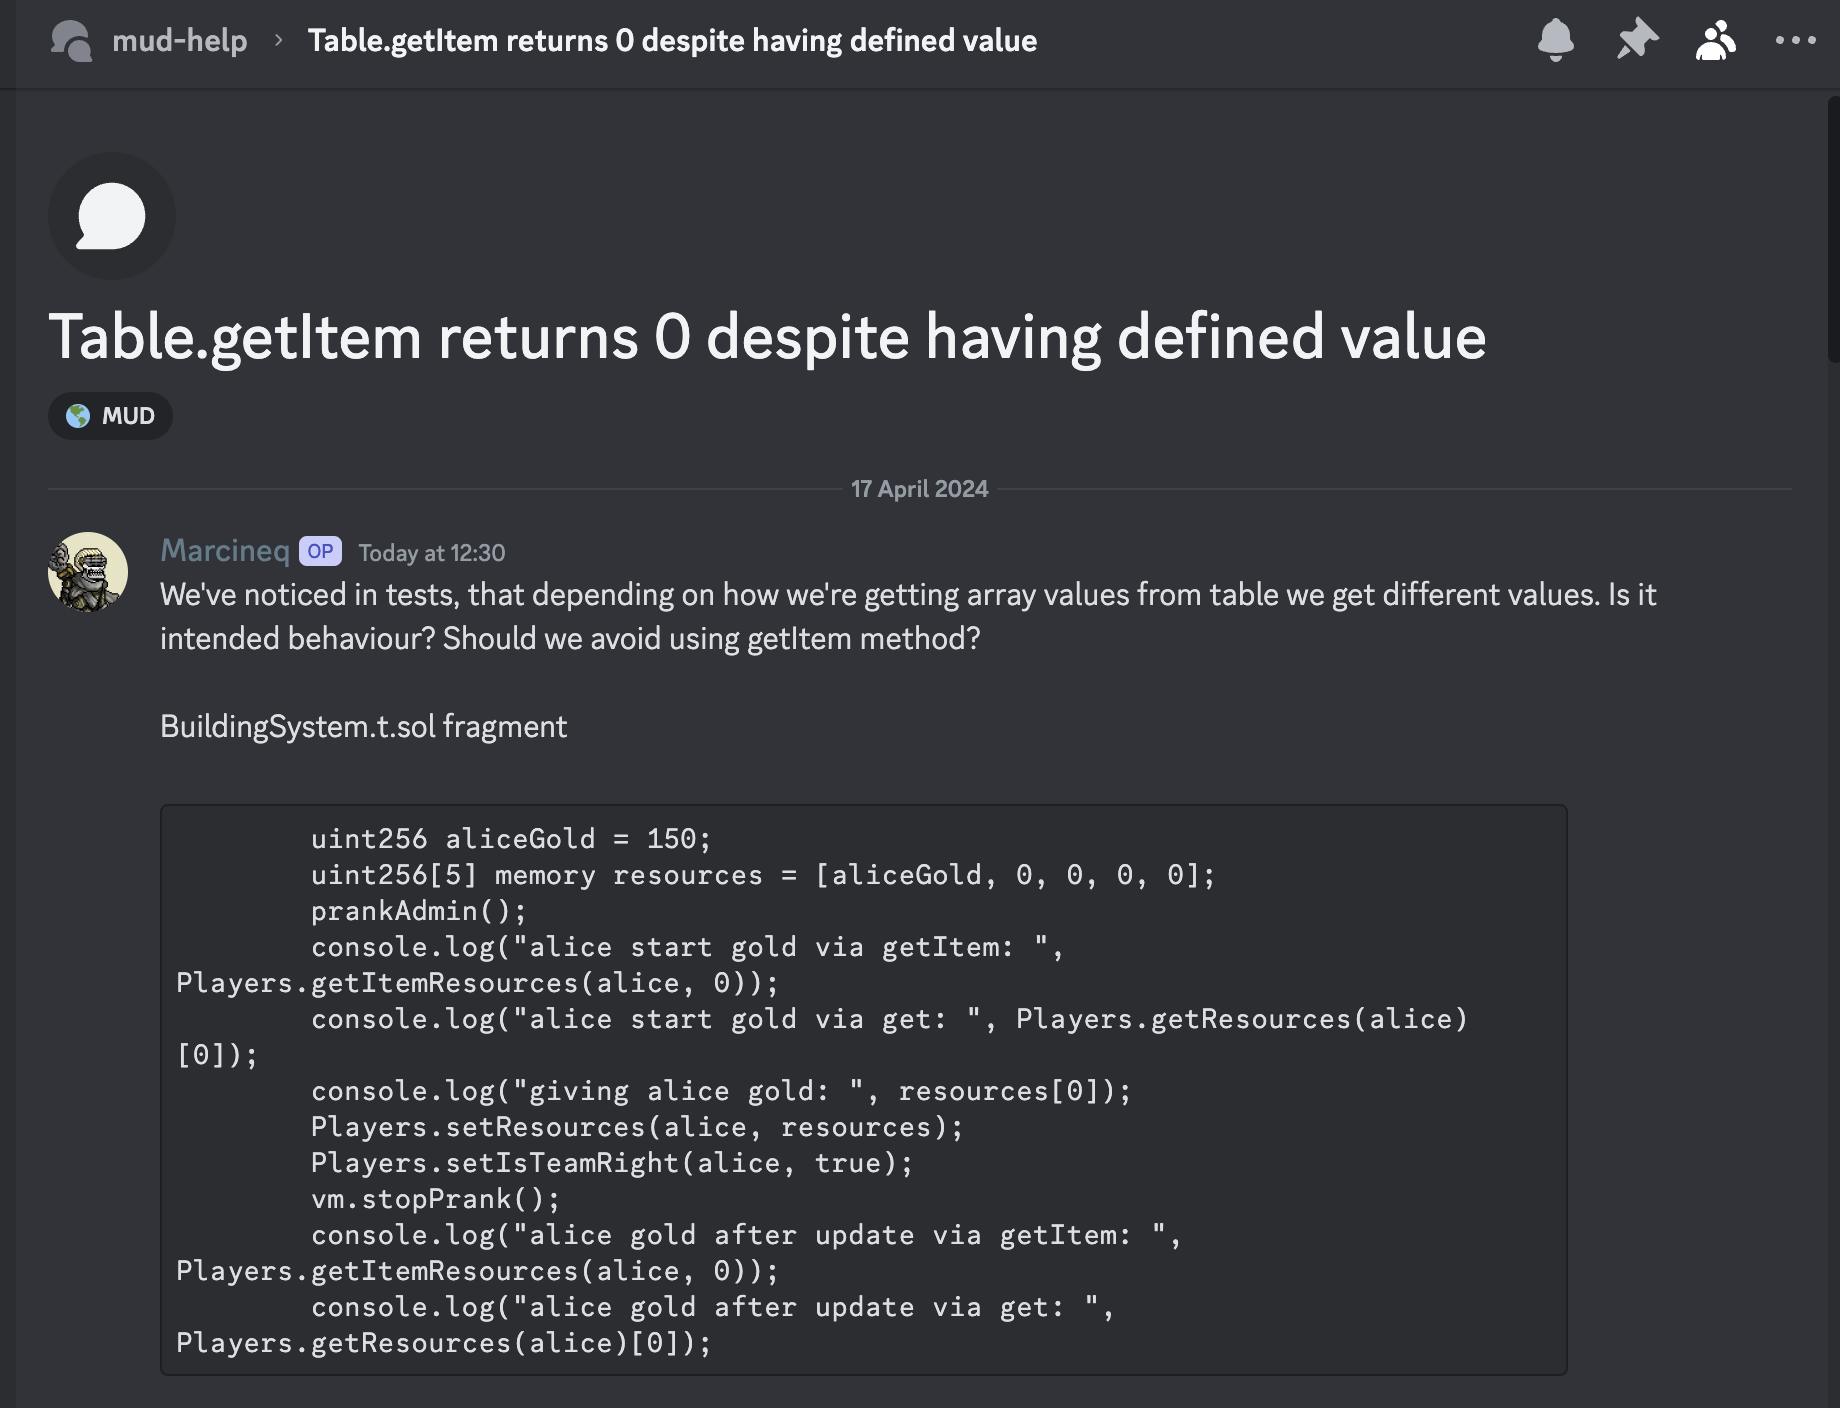 mud-help › Table.getItem returns 0 despite having defined value
Table.getItem returns 0 despite having defined value
MUD
17 April 2024
Marcineq OP Today at 12:30
We've noticed in tests, that depending on how we're getting array values from table we get different values. Is it
intended behaviour? Should we avoid using getItem method?
BuildingSystem.t.sol fragment
uint256 aliceGold = 150;
uint256[5] memory resources = [aliceGold, 0, 0, 0, 0];
prankAdmin();
console.log("alice start gold via getItem: ",
Players.getItemResources(alice, 0));
console.log("alice start gold via get: ", Players.getResources(alice)
[0]);
console.log("giving alice gold: ", resources[0]);
Players.setResources(alice, resources);
Players.setIsTeamRight(alice, true);
vm.stopPrank();
console.log("alice gold after update via getItem: ",
Players.getItemResources(alice, 0));
console.log("alice gold after update via get: ",
Players.getResources(alice)[0]);